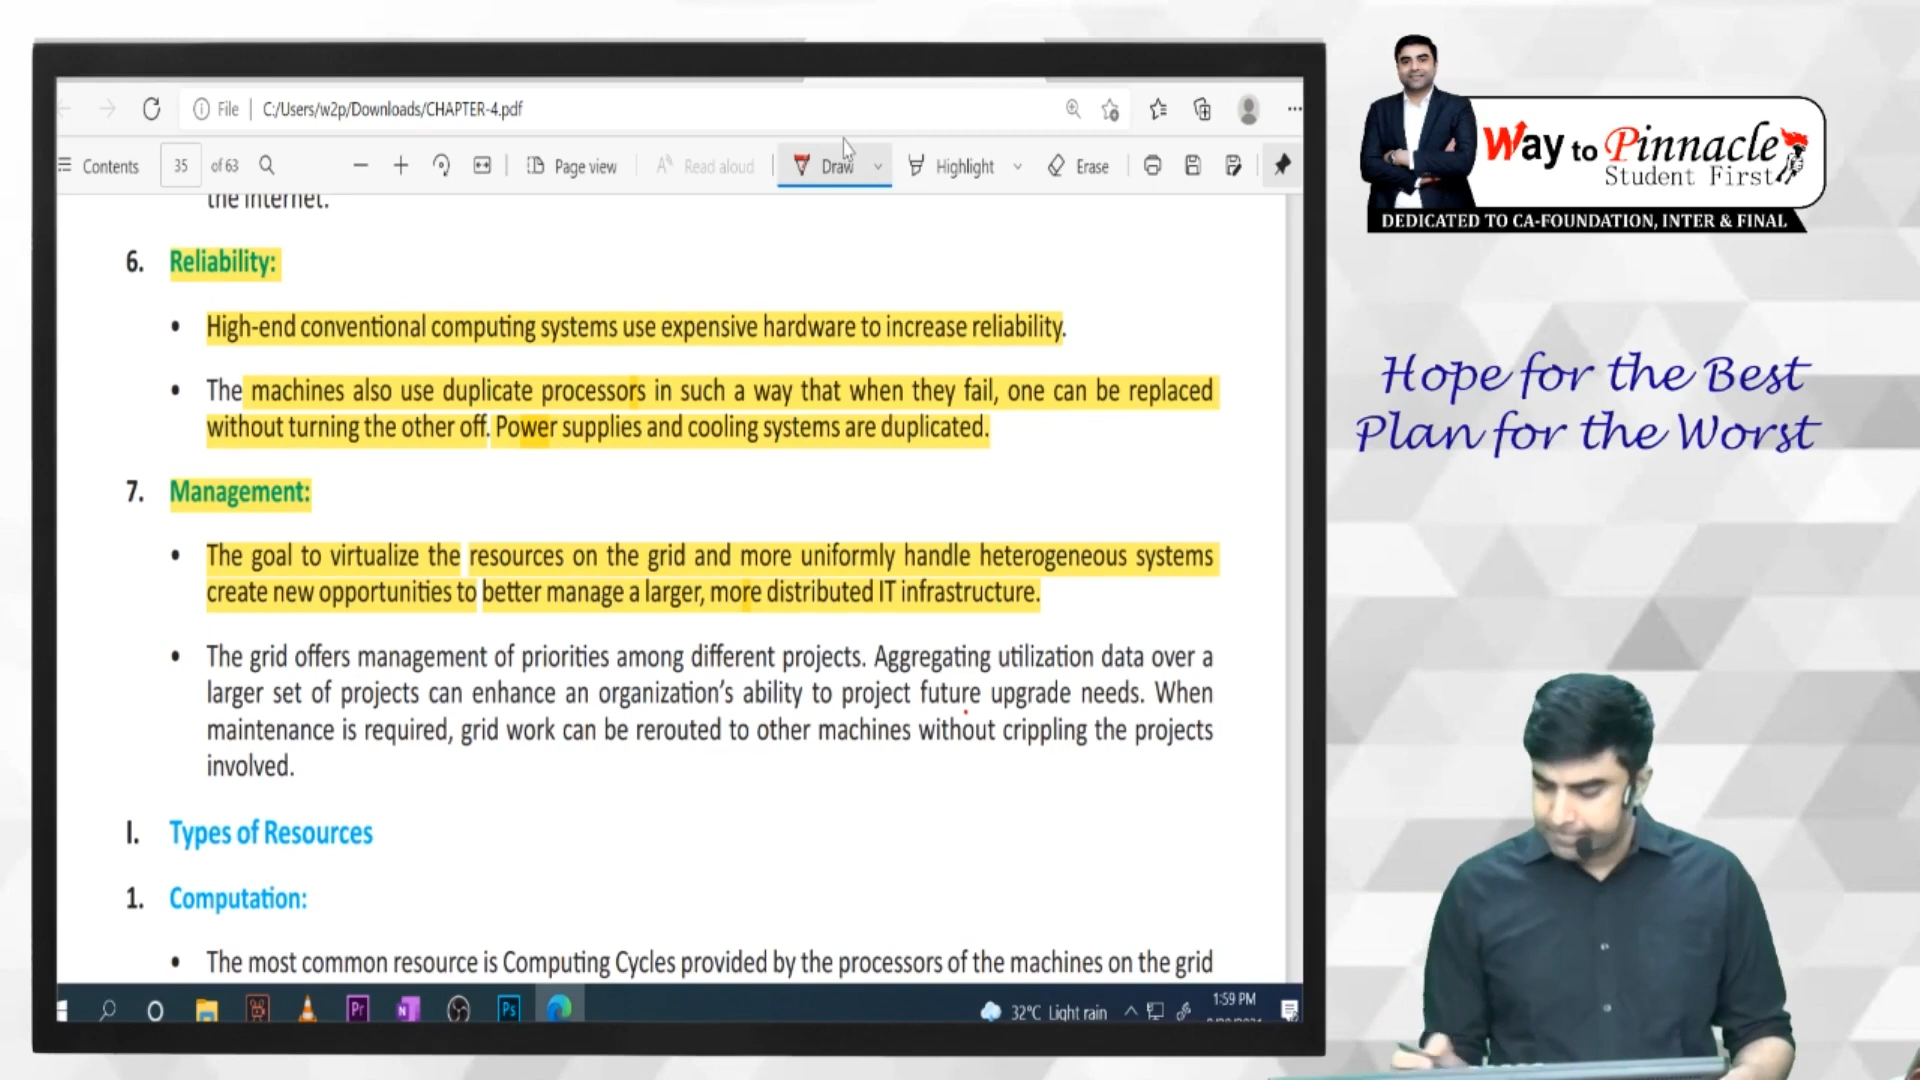 File C:/Users/w2p/Downloads/CHAPTER-4.pdf
Contents 35 of 63 Page view Read aloud Draw Highlight Erase
the Internet.
6. Reliability:
• High-end conventional computing systems use expensive hardware to increase reliability.
• The machines also use duplicate processors in such a way that when they fail, one can be replaced
without turning the other off. Power supplies and cooling systems are duplicated.
7. Management:
• The goal to virtualize the resources on the grid and more uniformly handle heterogeneous systems
create new opportunities to better manage a larger, more distributed IT infrastructure.
• The grid offers management of priorities among different projects. Aggregating utilization data over a
larger set of projects can enhance an organization's ability to project future upgrade needs. When
maintenance is required, grid work can be rerouted to other machines without crippling the projects
involved.
I. Types of Resources
1. Computation:
• The most common resource is Computing Cycles provided by the processors of the machines on the grid
Pr N Ps 32°C Light rain 1:59 PM
Way to Pinnacle
Student First
DEDICATED TO CA-FOUNDATION, INTER & FINAL
Hope for the Best
Plan for the Worst